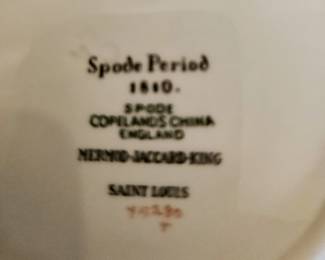 Spode Period
1810.
SPODE
COPELANDS CHINA
ENGLAND
MERMOD-JACCARD-KING
SAINT LOUIS